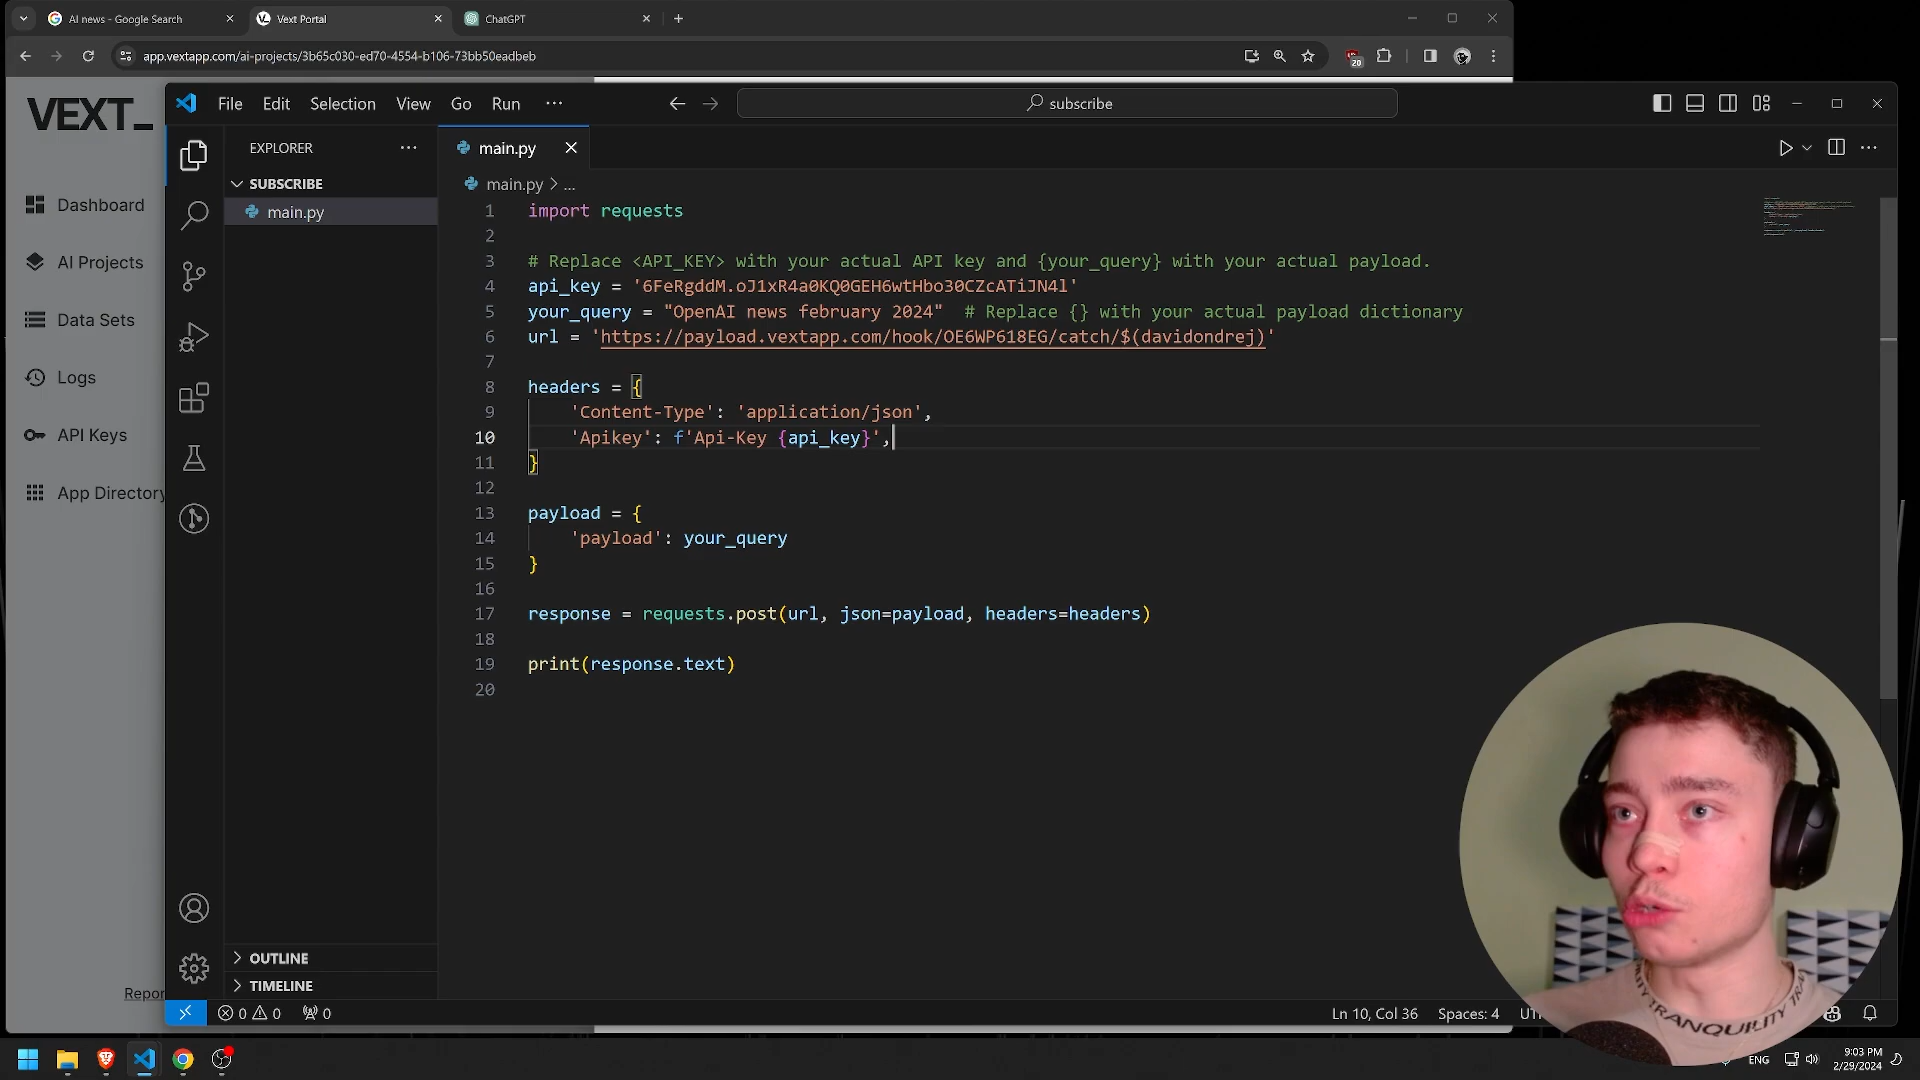 AI news - Google Search
Vext Portal
ChatGPT
app.vextapp.com/ai-projects/3b65c030-ed70-4554-b106-73bb50eadbeb
20
VEXT_
Dashboard
AI Projects
Data Sets
Logs
API Keys
App Directory
Repor
File Edit Selection View Go Run ···
subscribe
EXPLORER
SUBSCRIBE
main.py
OUTLINE
TIMELINE
main.py
main.py > ...
1 import requests
2
3 # Replace <API_KEY> with your actual API key and {your_query} with your actual payload.
4 api_key = '6FeRgddM.oJ1xR4a0KQ0GEH6wtHbo30CZcATiJN4l'
5 your_query = "OpenAI news february 2024"  # Replace {} with your actual payload dictionary
6 url = 'https://payload.vextapp.com/hook/OE6WP618EG/catch/$(davidondrej)'
7
8 headers = {
9     'Content-Type': 'application/json',
10     'Apikey': f'Api-Key {api_key}',
11 }
12
13 payload = {
14     'payload': your_query
15 }
16
17 response = requests.post(url, json=payload, headers=headers)
18
19 print(response.text)
20
0 0 0
Ln 10, Col 36 Spaces: 4
TRANQUILITY
ENG
9:03 PM
2/29/2024